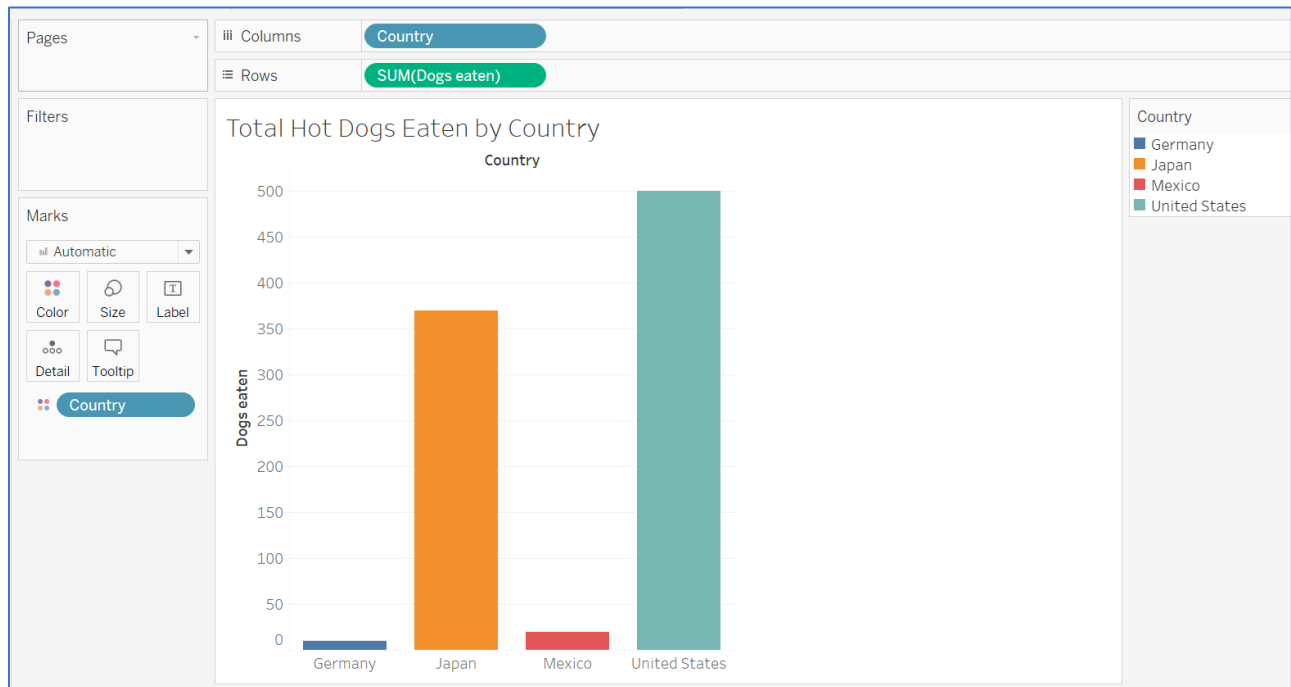 Pages
Columns
Country
Rows
SUM(Dogs eaten)
Filters
Marks
Automatic
Color
Size
T
Label
Detail
Tooltip
Country
Total Hot Dogs Eaten by Country
Country
Dogs eaten
500
450
400
350
300
250
200
150
100
50
0
Germany
Japan
Mexico
United States
Country
Germany
Japan
Mexico
United States